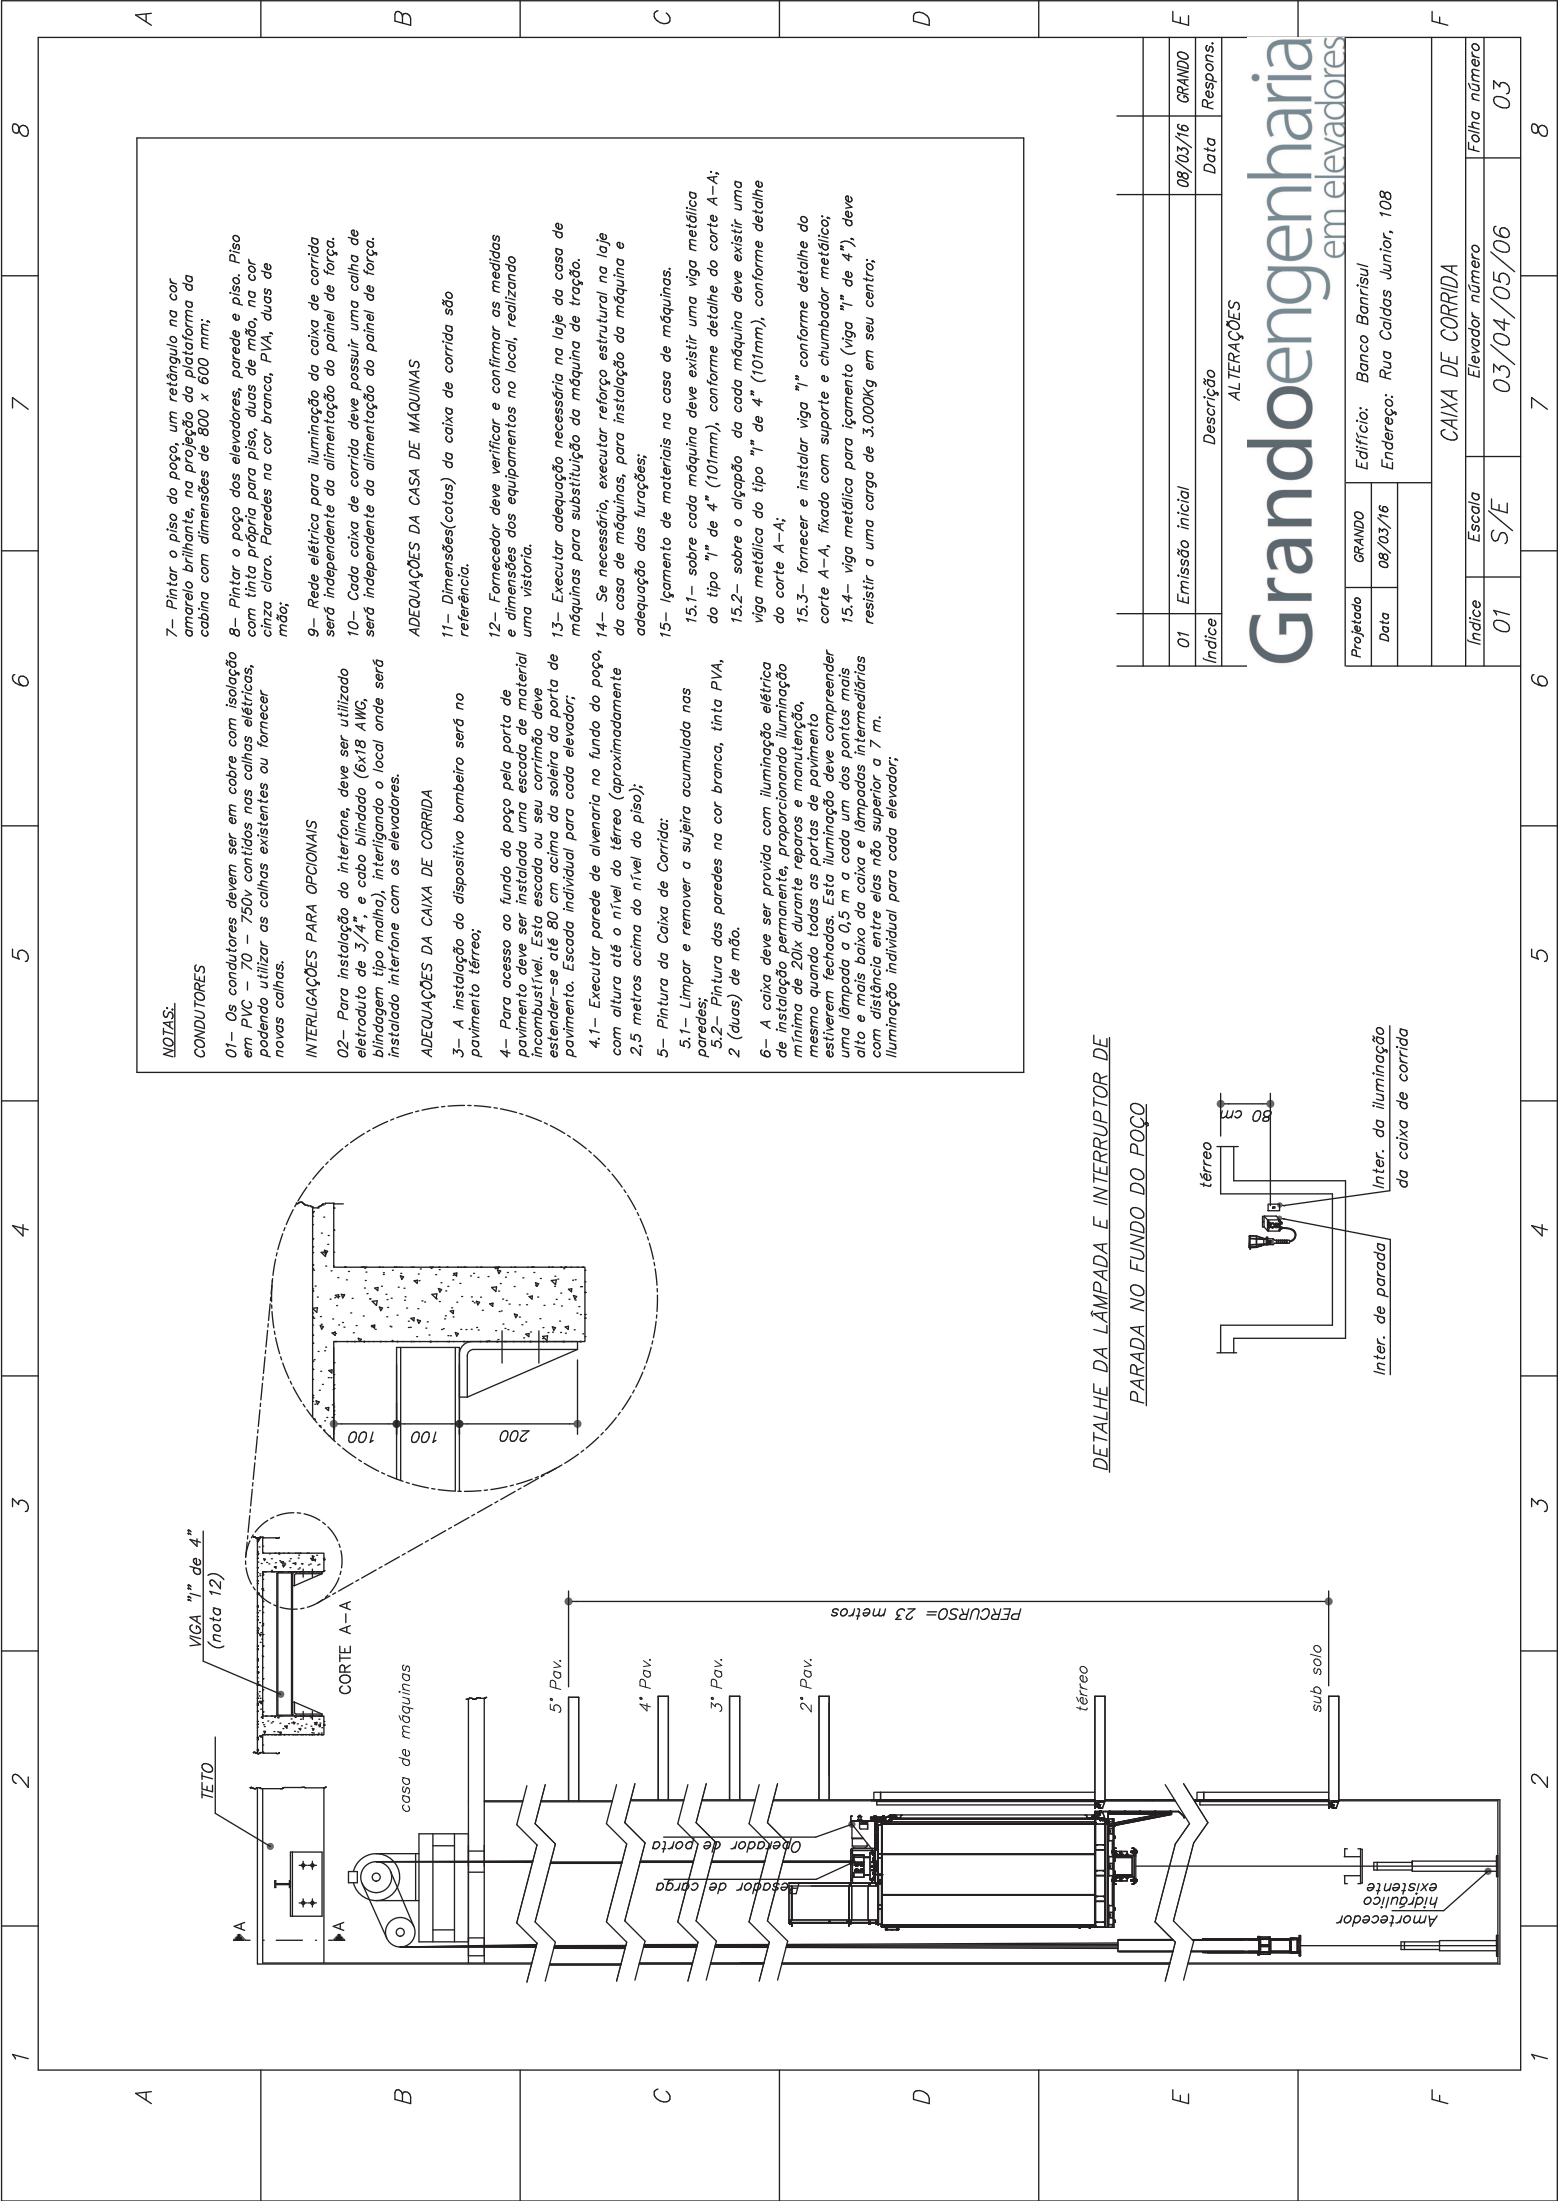 1 2 3 4 5 6 7 8
A
B
C
D
E
F
TETO
VIGA "I" de 4"
(nota 12)
A
A
CORTE A-A
100
100
200
casa de máquinas
5° Pav.
4° Pav.
3° Pav.
2° Pav.
térreo
sub solo
PERCURSO= 23 metros
Operador de porta
Pesador de carga
Amortecedor
hidráulico
existente
NOTAS:
CONDUTORES
01- Os condutores devem ser em cobre com isolação
em PVC - 70 - 750v contidos nas calhas elétricas,
podendo utilizar as calhas existentes ou fornecer
novas calhas.
INTERLIGAÇÕES PARA OPCIONAIS
02- Para instalação do interfone, deve ser utilizado
eletroduto de 3/4", e cabo blindado (6x18 AWG,
blindagem tipo malha), interligando o local onde será
instalado interfone com os elevadores.
ADEQUAÇÕES DA CAIXA DE CORRIDA
3- A instalação do dispositivo bombeiro será no
pavimento térreo;
4- Para acesso ao fundo do poço pela porta de
pavimento deve ser instalada uma escada de material
incombustível. Esta escada ou seu corrimão deve
estender-se até 80 cm acima da soleira da porta de
pavimento. Escada individual para cada elevador;
4.1- Executar parede de alvenaria no fundo do poço,
com altura até o nível do térreo (aproximadamente
2,5 metros acima do nível do piso);
5- Pintura da Caixa de Corrida:
5.1- Limpar e remover a sujeira acumulada nas
paredes;
5.2- Pintura das paredes na cor branca, tinta PVA,
2 (duas) de mão.
6- A caixa deve ser provida com iluminação elétrica
de instalação permanente, proporcionando iluminação
mínima de 20lx durante reparos e manutenção,
mesmo quando todas as portas de pavimento
estiverem fechadas. Esta iluminação deve compreender
uma lâmpada a 0,5 m a cada um dos pontos mais
alto e mais baixo da caixa e lâmpadas intermediárias
com distância entre elas não superior a 7 m.
Iluminação individual para cada elevador;
7- Pintar o piso do poço, um retângulo na cor
amarelo brilhante, na projeção da plataforma da
cabina com dimensões de 800 x 600 mm;
8- Pintar o poço dos elevadores, parede e piso. Piso
com tinta própria para piso, duas de mão, na cor
cinza claro. Paredes na cor branca, PVA, duas de
mão;
9- Rede elétrica para iluminação da caixa de corrida
será independente da alimentação do painel de força.
10- Cada caixa de corrida deve possuir uma calha de
será independente da alimentação do painel de força.
ADEQUAÇÕES DA CASA DE MÁQUINAS
11- Dimensões(cotas) da caixa de corrida são
referência.
12- Fornecedor deve verificar e confirmar as medidas
e dimensões dos equipamentos no local, realizando
uma vistoria.
13- Executar adequação necessária na laje da casa de
máquinas para substituição da máquina de tração.
14- Se necessário, executar reforço estrutural na laje
da casa de máquinas, para instalação da máquina e
adequação das furações;
15- Içamento de materiais na casa de máquinas.
15.1- sobre cada máquina deve existir uma viga metálica
do tipo "I" de 4" (101mm), conforme detalhe do corte A-A;
15.2- sobre o alçapão da cada máquina deve existir uma
viga metálica do tipo "I" de 4" (101mm), conforme detalhe
do corte A-A;
15.3- fornecer e instalar viga "I" conforme detalhe do
corte A-A, fixado com suporte e chumbador metálico;
15.4- viga metálica para içamento (viga "I" de 4"), deve
resistir a uma carga de 3.000Kg em seu centro;
DETALHE DA LÂMPADA E INTERRUPTOR DE
PARADA NO FUNDO DO POÇO
térreo
80 cm
Inter. de parada
Inter. da iluminação
da caixa de corrida
01 Emissão inicial 08/03/16 GRANDO
Índice Descrição Data Respons.
ALTERAÇÕES
Grandoengenharia
em elevadores
Projetado GRANDO Edifício: Banco Banrisul
Data 08/03/16 Endereço: Rua Caldas Junior, 108
CAIXA DE CORRIDA
Índice Escala Elevador número Folha número
01 S/E 03/04/05/06 03
A
B
C
D
E
F
1 2 3 4 5 6 7 8